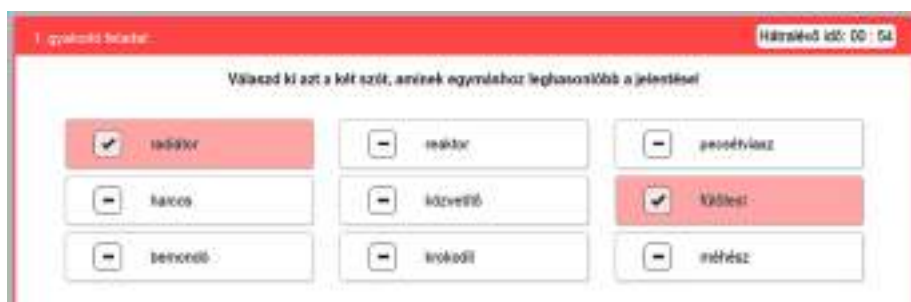 1. gyakorló feladat
Hátralévő idő: 00 : 54
Válaszd ki azt a két szót, aminek egymáshoz leghasonlóbb a jelentése!
radiátor
reaktor
pecsétviasz
harcos
közvetítő
fűtőtest
bemondó
krokodil
méhész